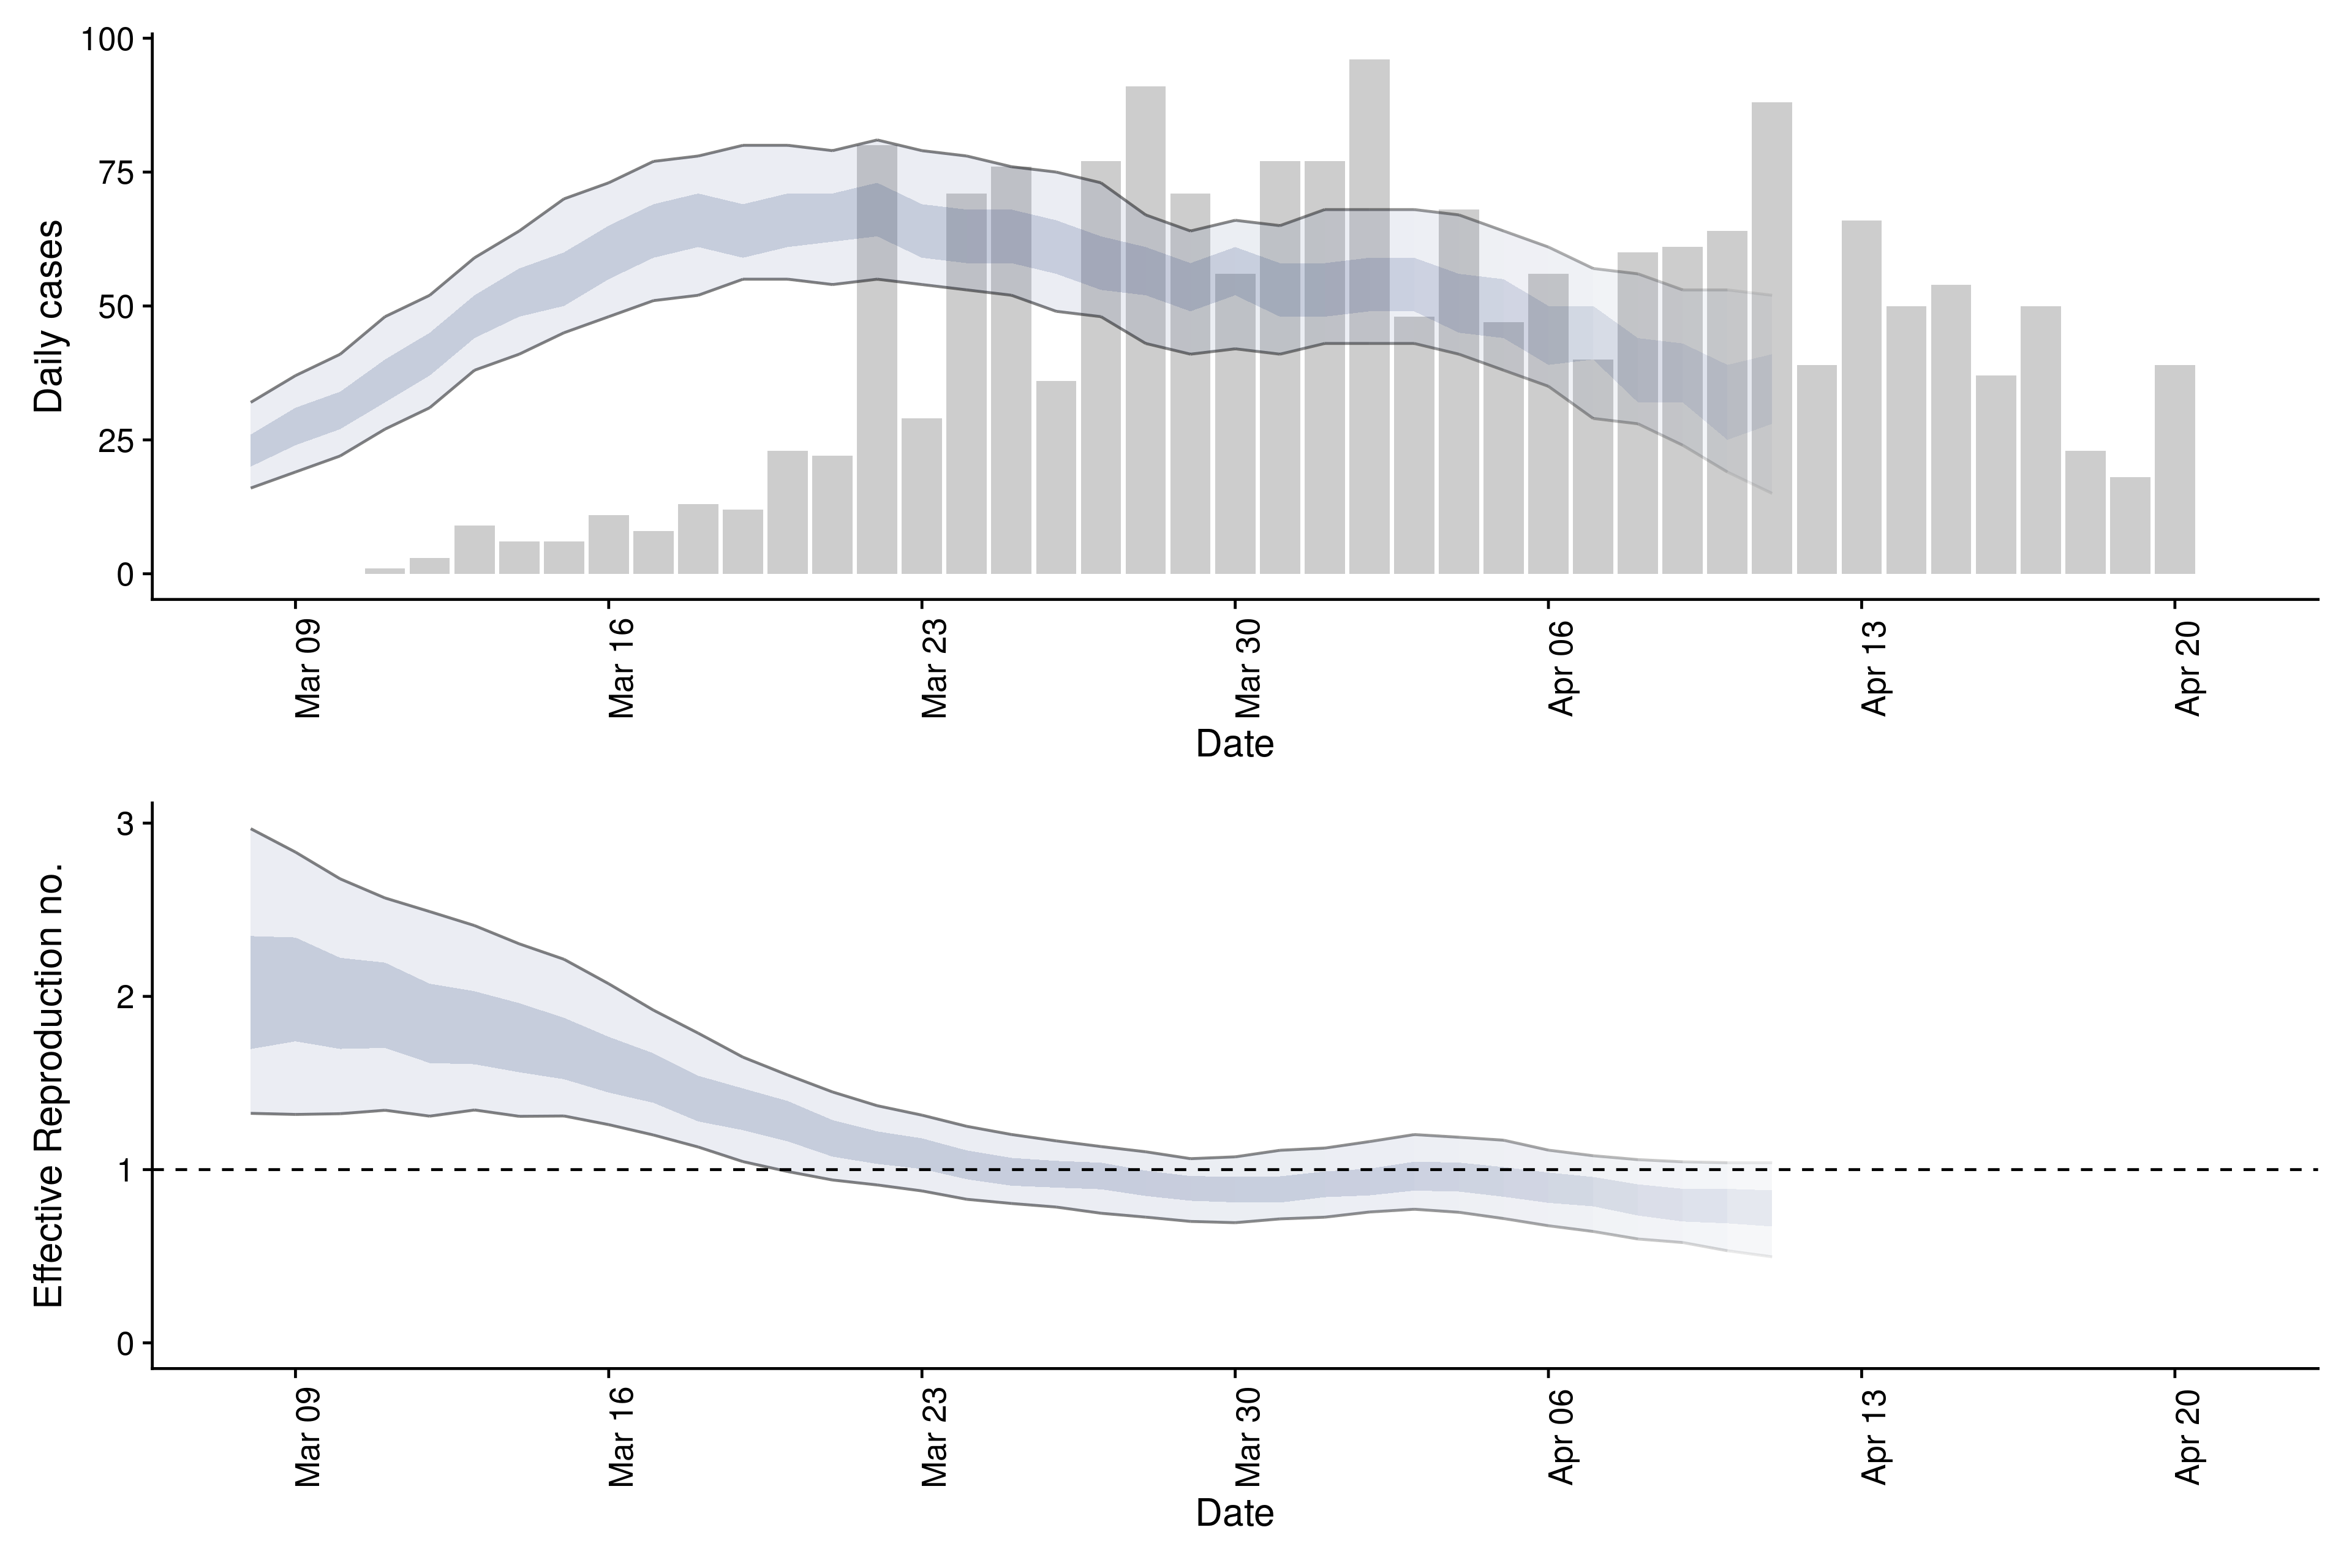 Daily cases
100
75
50
25
0
Mar 09
Mar 16
Mar 23
Mar 30
Apr 06
Apr 13
Apr 20
Date
Effective Reproduction no.
3
2
1
0
Mar 09
Mar 16
Mar 23
Mar 30
Apr 06
Apr 13
Apr 20
Date